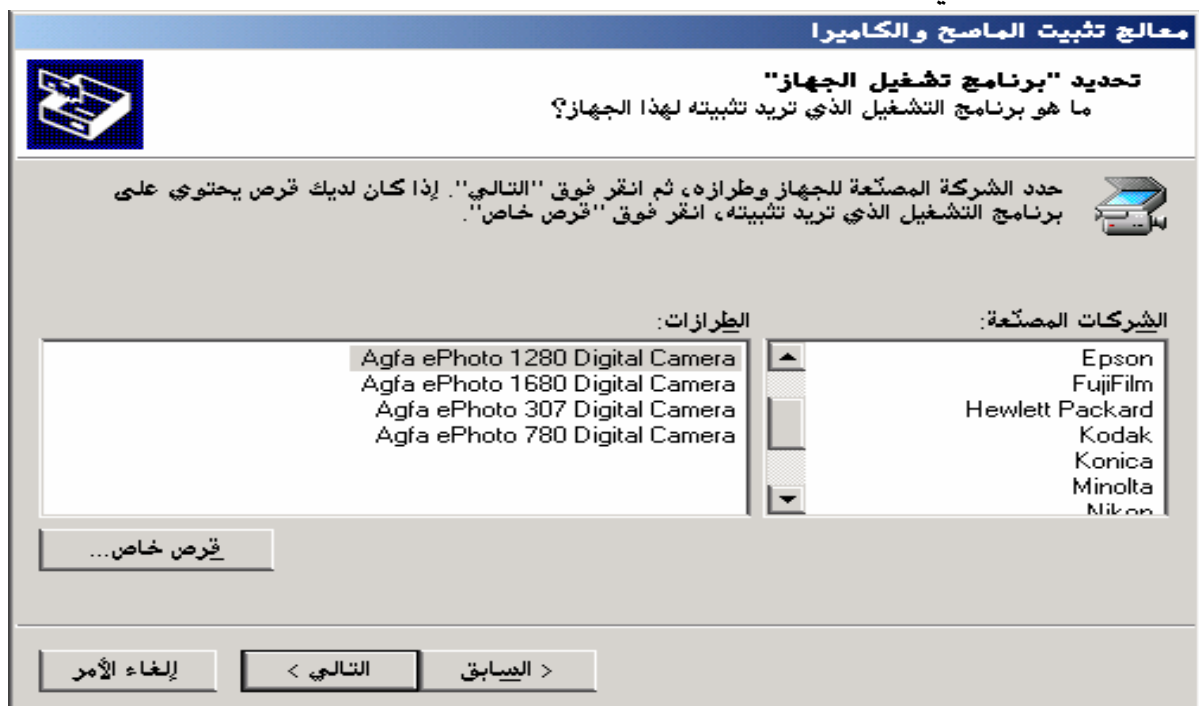 معالج تثبيت الماسح والكاميرا
تحديد "برنامج تشغيل الجهاز"
ما هو برنامج التشغيل الذي تريد تثبيته لهذا الجهاز؟
حدد الشركة المصنّعة للجهاز وطرازه، ثم انقر فوق "التالي". إذا كان لديك قرص يحتوي على
برنامج التشغيل الذي تريد تثبيته، انقر فوق "قرص خاص".
الشركات المصنّعة:
Epson
FujiFilm
Hewlett Packard
Kodak
Konica
Minolta
Nikon
الطرازات:
Agfa ePhoto 1280 Digital Camera
Agfa ePhoto 1680 Digital Camera
Agfa ePhoto 307 Digital Camera
Agfa ePhoto 780 Digital Camera
قرص خاص...
< السابق
التالي >
إلغاء الأمر